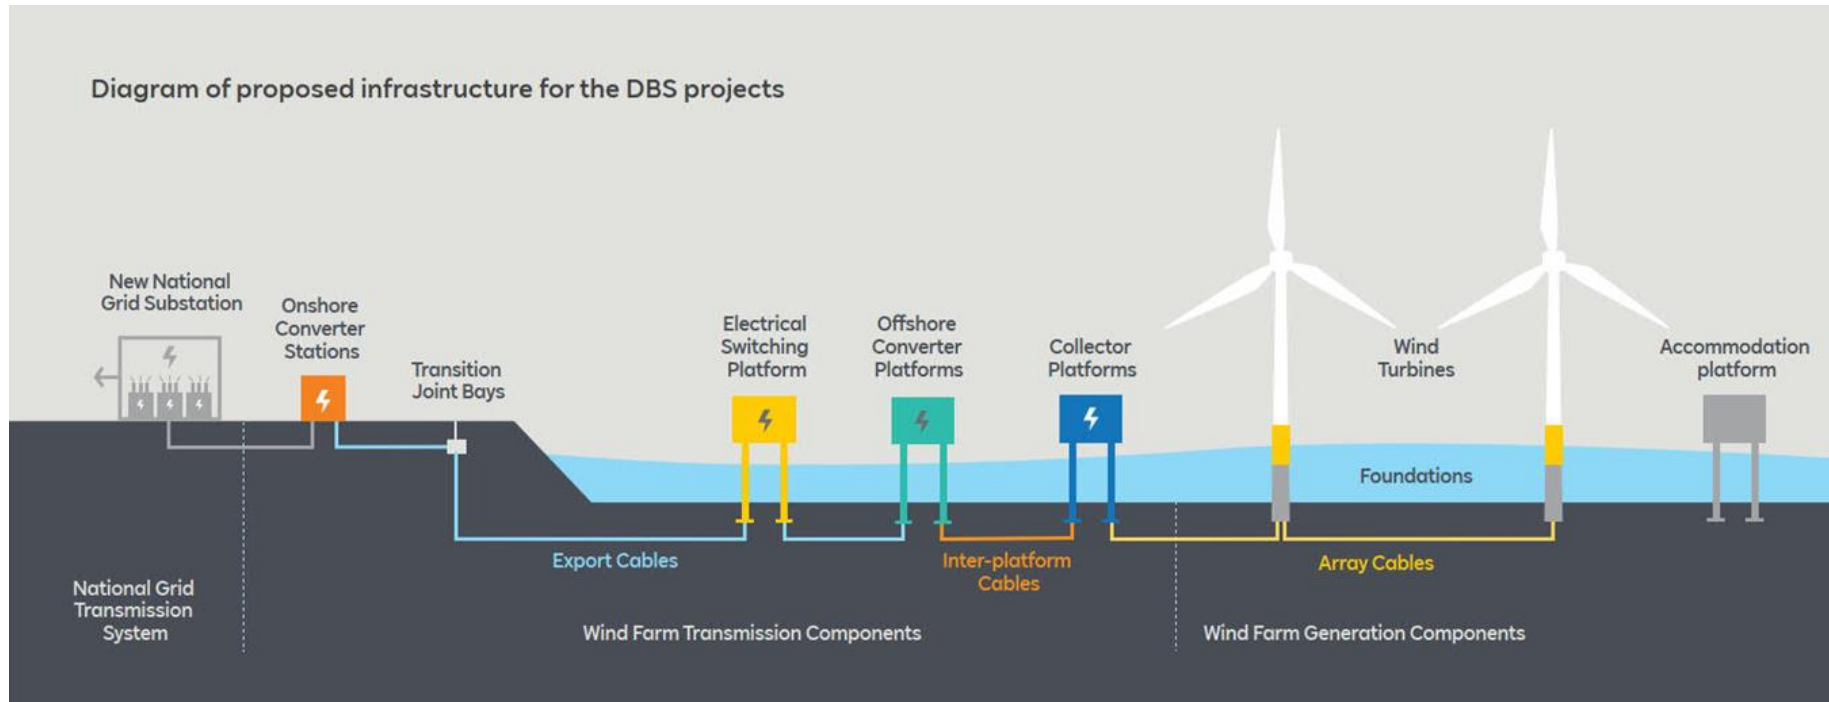 Diagram of proposed infrastructure for the DBS projects
New National
Grid Substation
Onshore
Converter
Stations
Transition
Joint Bays
Electrical
Switching
Platform
Offshore
Converter
Platforms
Collector
Platforms
Wind
Turbines
Accommodation
platform
Foundations
Export Cables
Inter-platform
Cables
Array Cables
National Grid
Transmission
System
Wind Farm Transmission Components
Wind Farm Generation Components